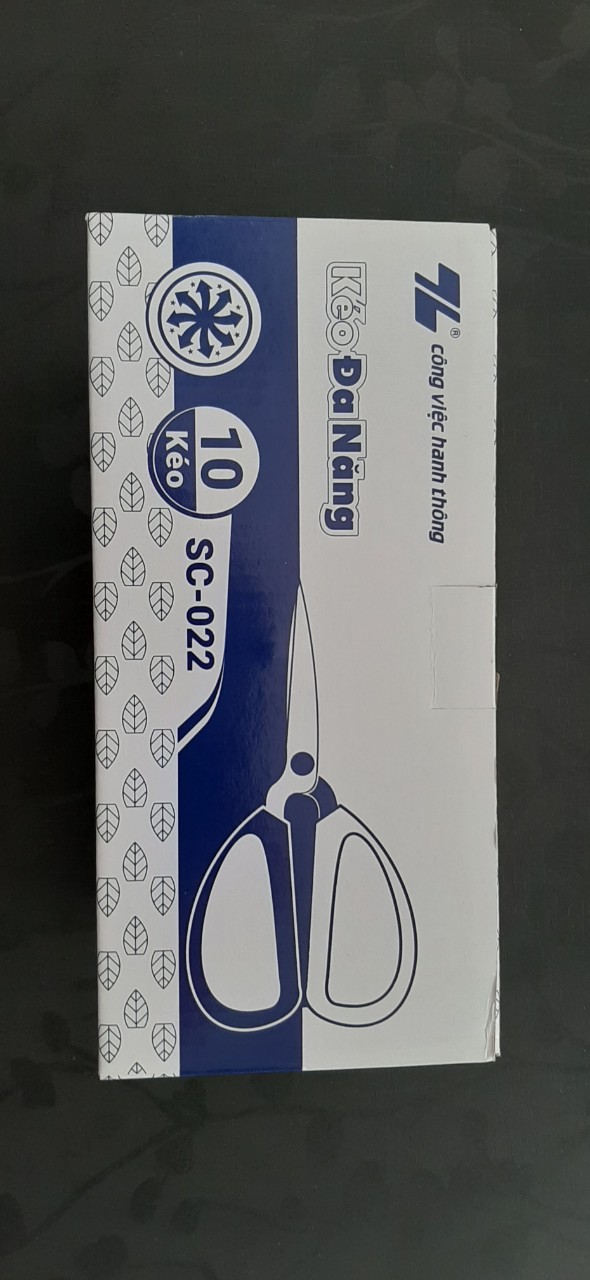 công việc hanh thông
Kéo Đa Năng
10
Kéo
SC-022